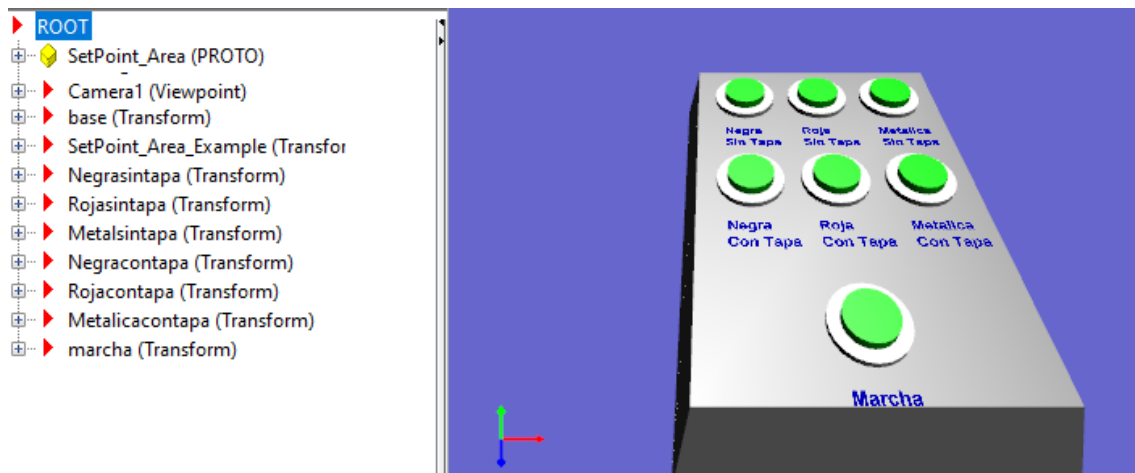 ROOT
SetPoint_Area (PROTO)
Camera1 (Viewpoint)
base (Transform)
SetPoint_Area_Example (Transfor
Negrasintapa (Transform)
Rojasintapa (Transform)
Metalsintapa (Transform)
Negracontapa (Transform)
Rojacontapa (Transform)
Metalicacontapa (Transform)
marcha (Transform)
Negra Roja Metalica
Sin Tapa Sin Tapa Sin Tapa
Negra Roja Metalica
Con Tapa Con Tapa Con Tapa
Marcha